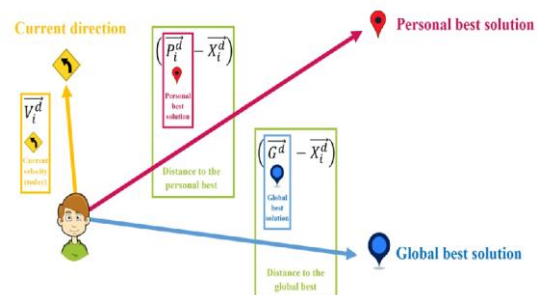 Current direction
Personal best solution
(P_i^d − X_i^d)
Personal
best
solution
V_i^d
Current
velocity
(today)
Distance to the
personal best
(G^d − X_i^d)
Global
best
solution
Global best solution
Distance to the
global best